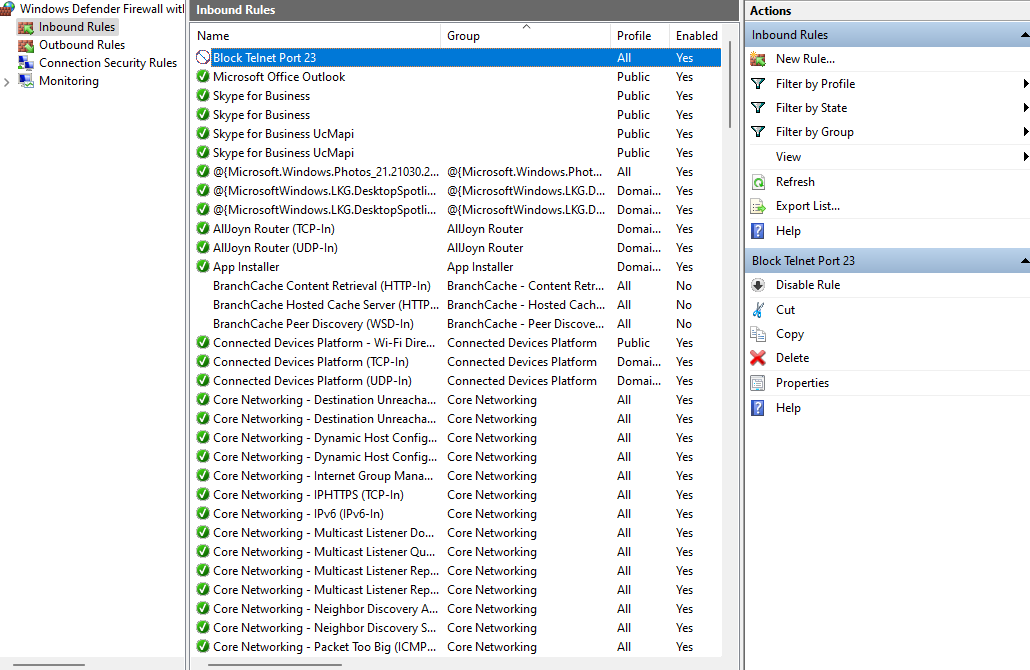 Windows Defender Firewall with
Inbound Rules
Outbound Rules
Connection Security Rules
Monitoring
Inbound Rules
Name Group Profile Enabled
Block Telnet Port 23 All Yes
Microsoft Office Outlook Public Yes
Skype for Business Public Yes
Skype for Business Public Yes
Skype for Business UcMapi Public Yes
Skype for Business UcMapi Public Yes
@{Microsoft.Windows.Photos_21.21030.2... @{Microsoft.Windows.Phot... All Yes
@{MicrosoftWindows.LKG.DesktopSpotli... @{MicrosoftWindows.LKG.D... Domai... Yes
@{MicrosoftWindows.LKG.DesktopSpotli... @{MicrosoftWindows.LKG.D... Domai... Yes
AllJoyn Router (TCP-In) AllJoyn Router Domai... Yes
AllJoyn Router (UDP-In) AllJoyn Router Domai... Yes
App Installer App Installer Domai... Yes
BranchCache Content Retrieval (HTTP-In) BranchCache - Content Retr... All No
BranchCache Hosted Cache Server (HTTP... BranchCache - Hosted Cach... All No
BranchCache Peer Discovery (WSD-In) BranchCache - Peer Discove... All No
Connected Devices Platform - Wi-Fi Dire... Connected Devices Platform Public Yes
Connected Devices Platform (TCP-In) Connected Devices Platform Domai... Yes
Connected Devices Platform (UDP-In) Connected Devices Platform Domai... Yes
Core Networking - Destination Unreacha... Core Networking All Yes
Core Networking - Destination Unreacha... Core Networking All Yes
Core Networking - Dynamic Host Config... Core Networking All Yes
Core Networking - Dynamic Host Config... Core Networking All Yes
Core Networking - Internet Group Mana... Core Networking All Yes
Core Networking - IPHTTPS (TCP-In) Core Networking All Yes
Core Networking - IPv6 (IPv6-In) Core Networking All Yes
Core Networking - Multicast Listener Do... Core Networking All Yes
Core Networking - Multicast Listener Qu... Core Networking All Yes
Core Networking - Multicast Listener Rep... Core Networking All Yes
Core Networking - Multicast Listener Rep... Core Networking All Yes
Core Networking - Neighbor Discovery A... Core Networking All Yes
Core Networking - Neighbor Discovery S... Core Networking All Yes
Core Networking - Packet Too Big (ICMP... Core Networking All Yes
Actions
Inbound Rules
New Rule...
Filter by Profile
Filter by State
Filter by Group
View
Refresh
Export List...
Help
Block Telnet Port 23
Disable Rule
Cut
Copy
Delete
Properties
Help